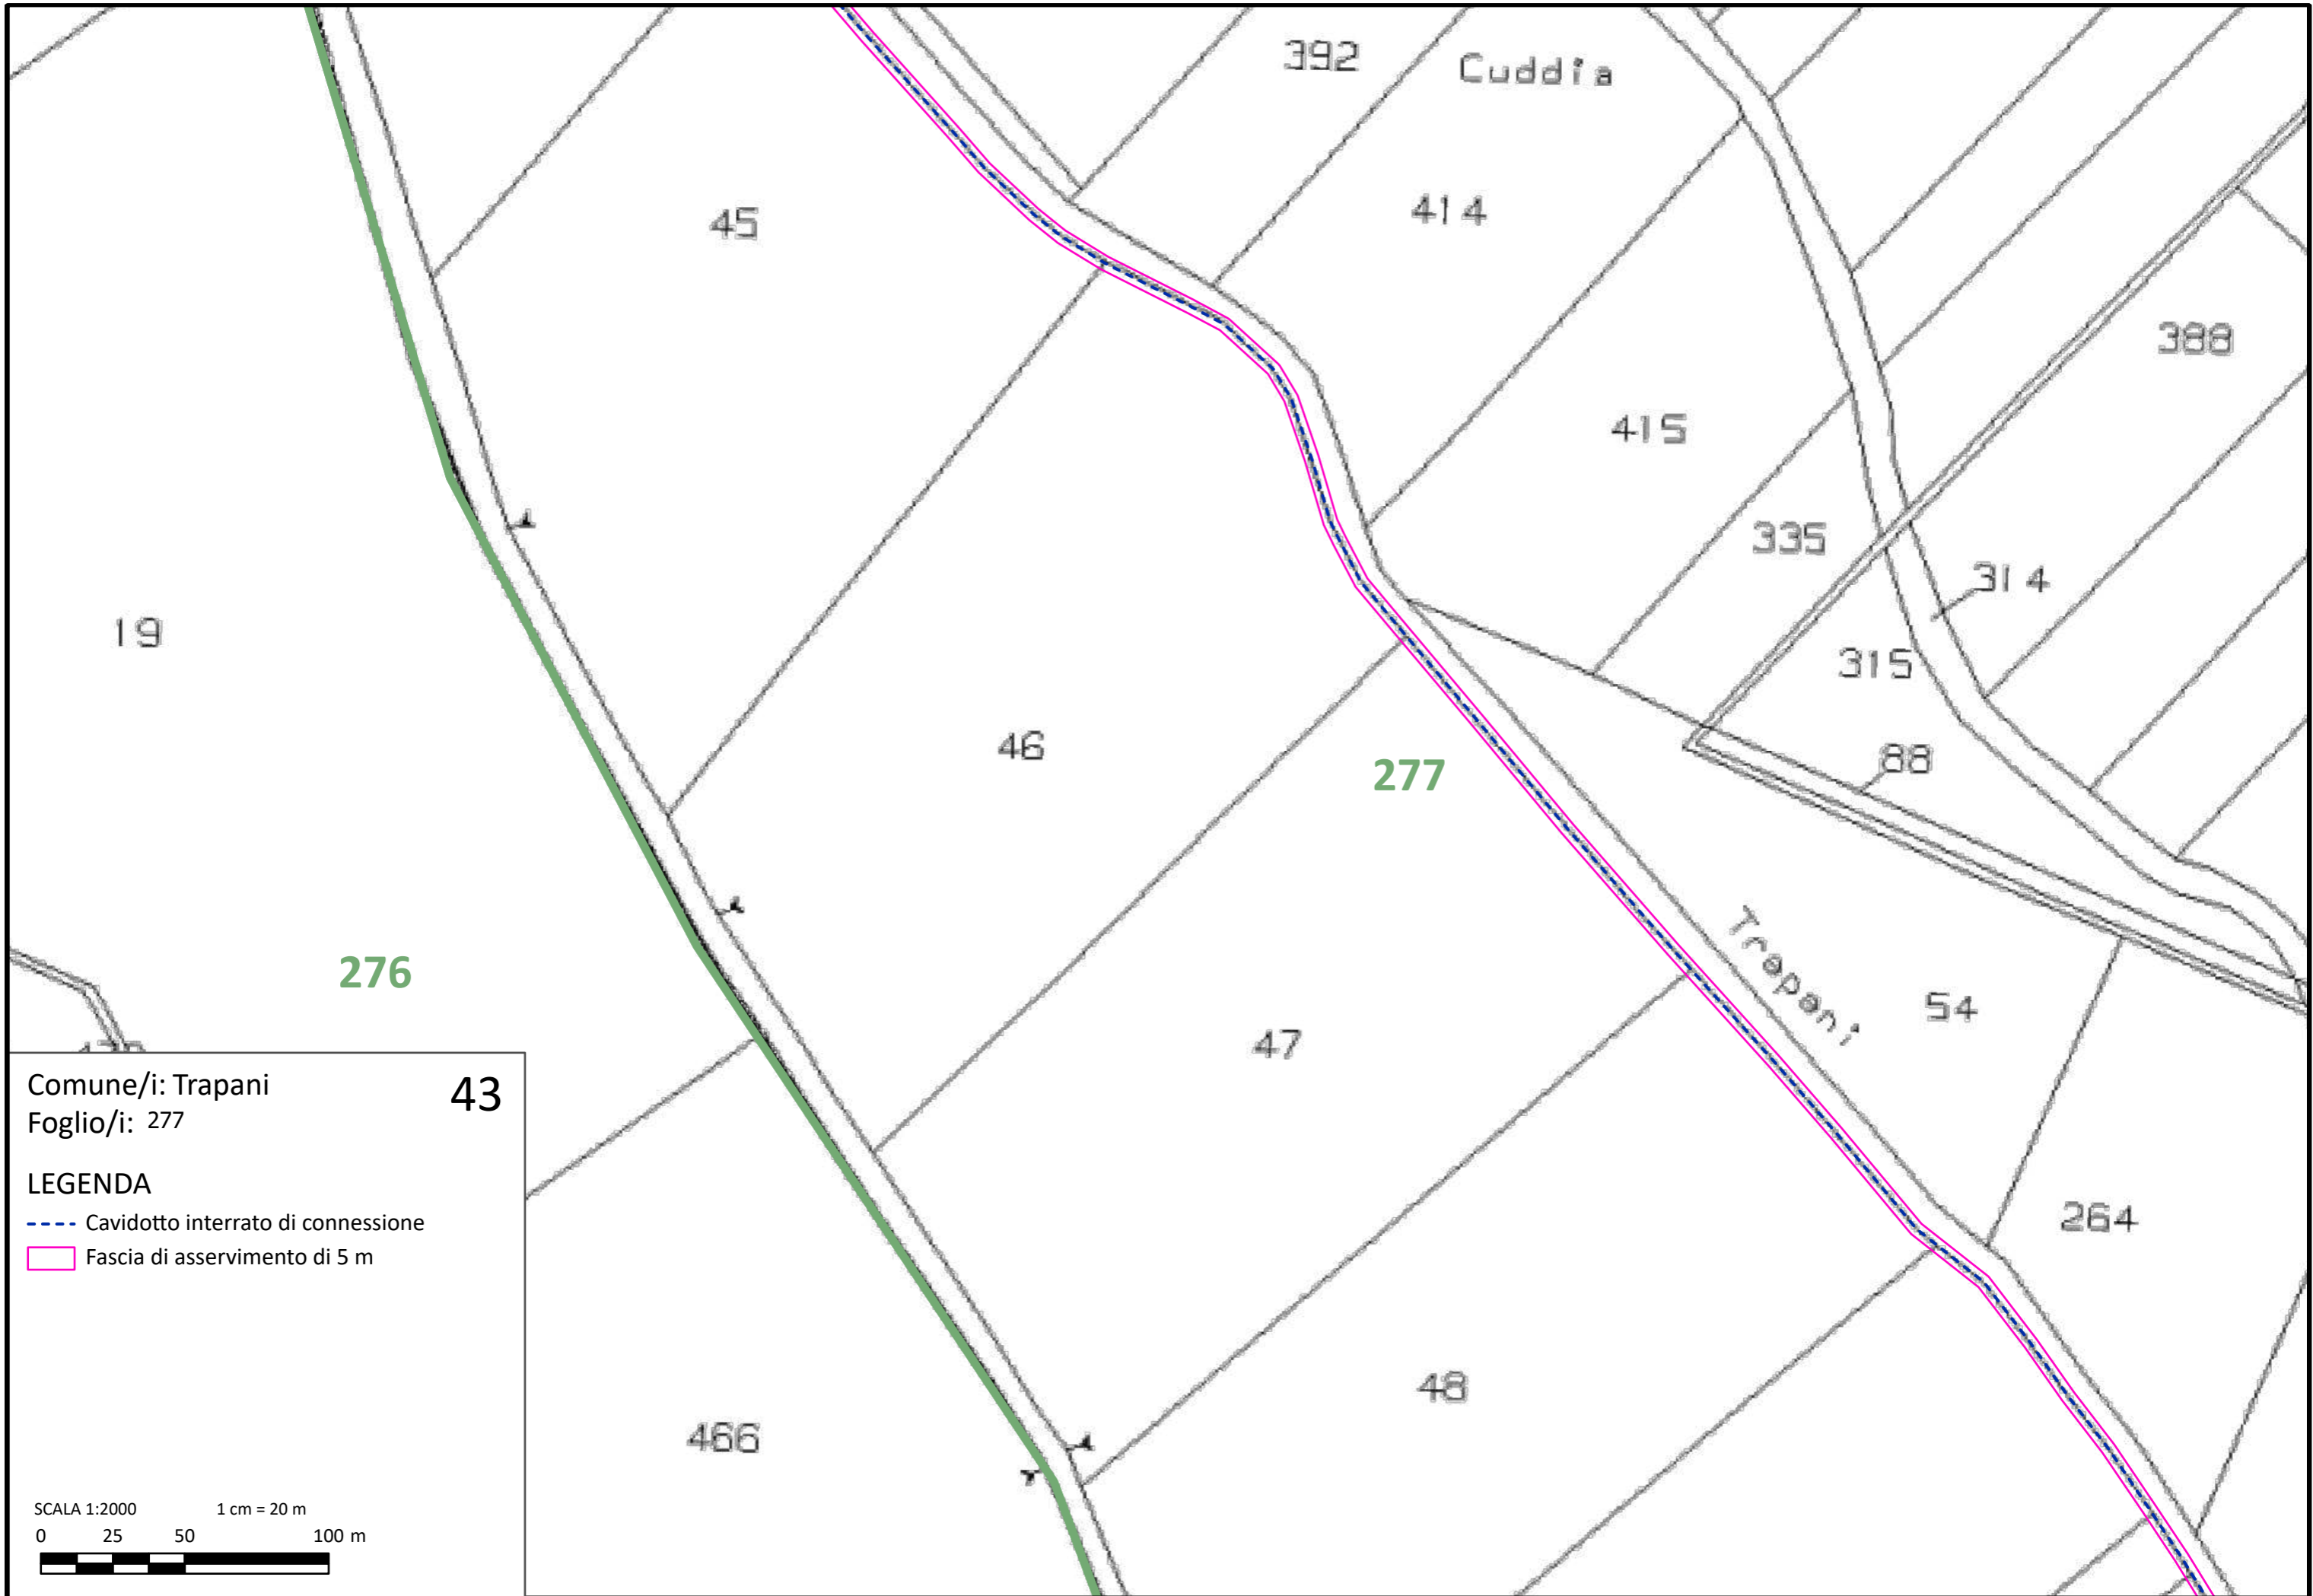 392
Cuddia
45
414
388
415
335
314
19
315
46
277
88
276
Trapani
54
47
264
48
466
Comune/i: Trapani
43
Foglio/i: 277
LEGENDA
Cavidotto interrato di connessione
Fascia di asservimento di 5 m
SCALA 1:2000 1 cm = 20 m
0 25 50 100 m